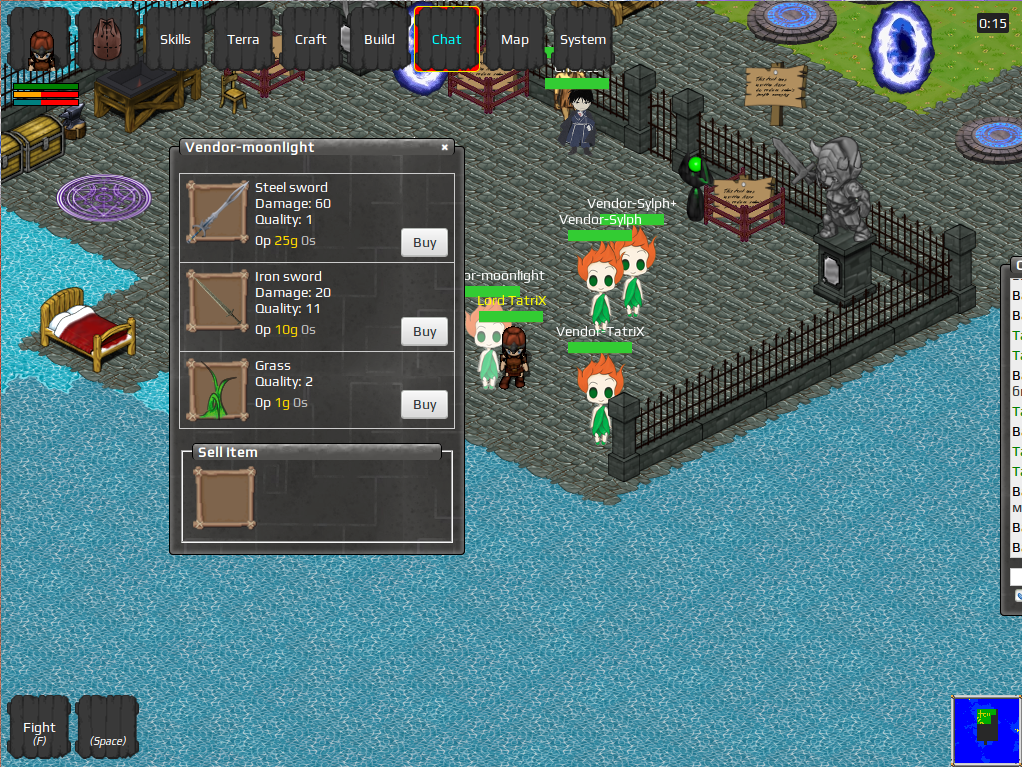 Skills
Terra
Craft
Build
Chat
Map
System
0:15
Vendor-moonlight
Steel sword
Damage: 60
Quality: 1
0p 25g 0s
Buy
Iron sword
Damage: 20
Quality: 11
0p 10g 0s
Buy
Grass
Quality: 2
0p 1g 0s
Buy
Sell Item
Vendor-Sylph+
Vendor-Sylph
or-moonlight
Lord TatriX
Vendor-TatriX
Fight
(F)
(Space)